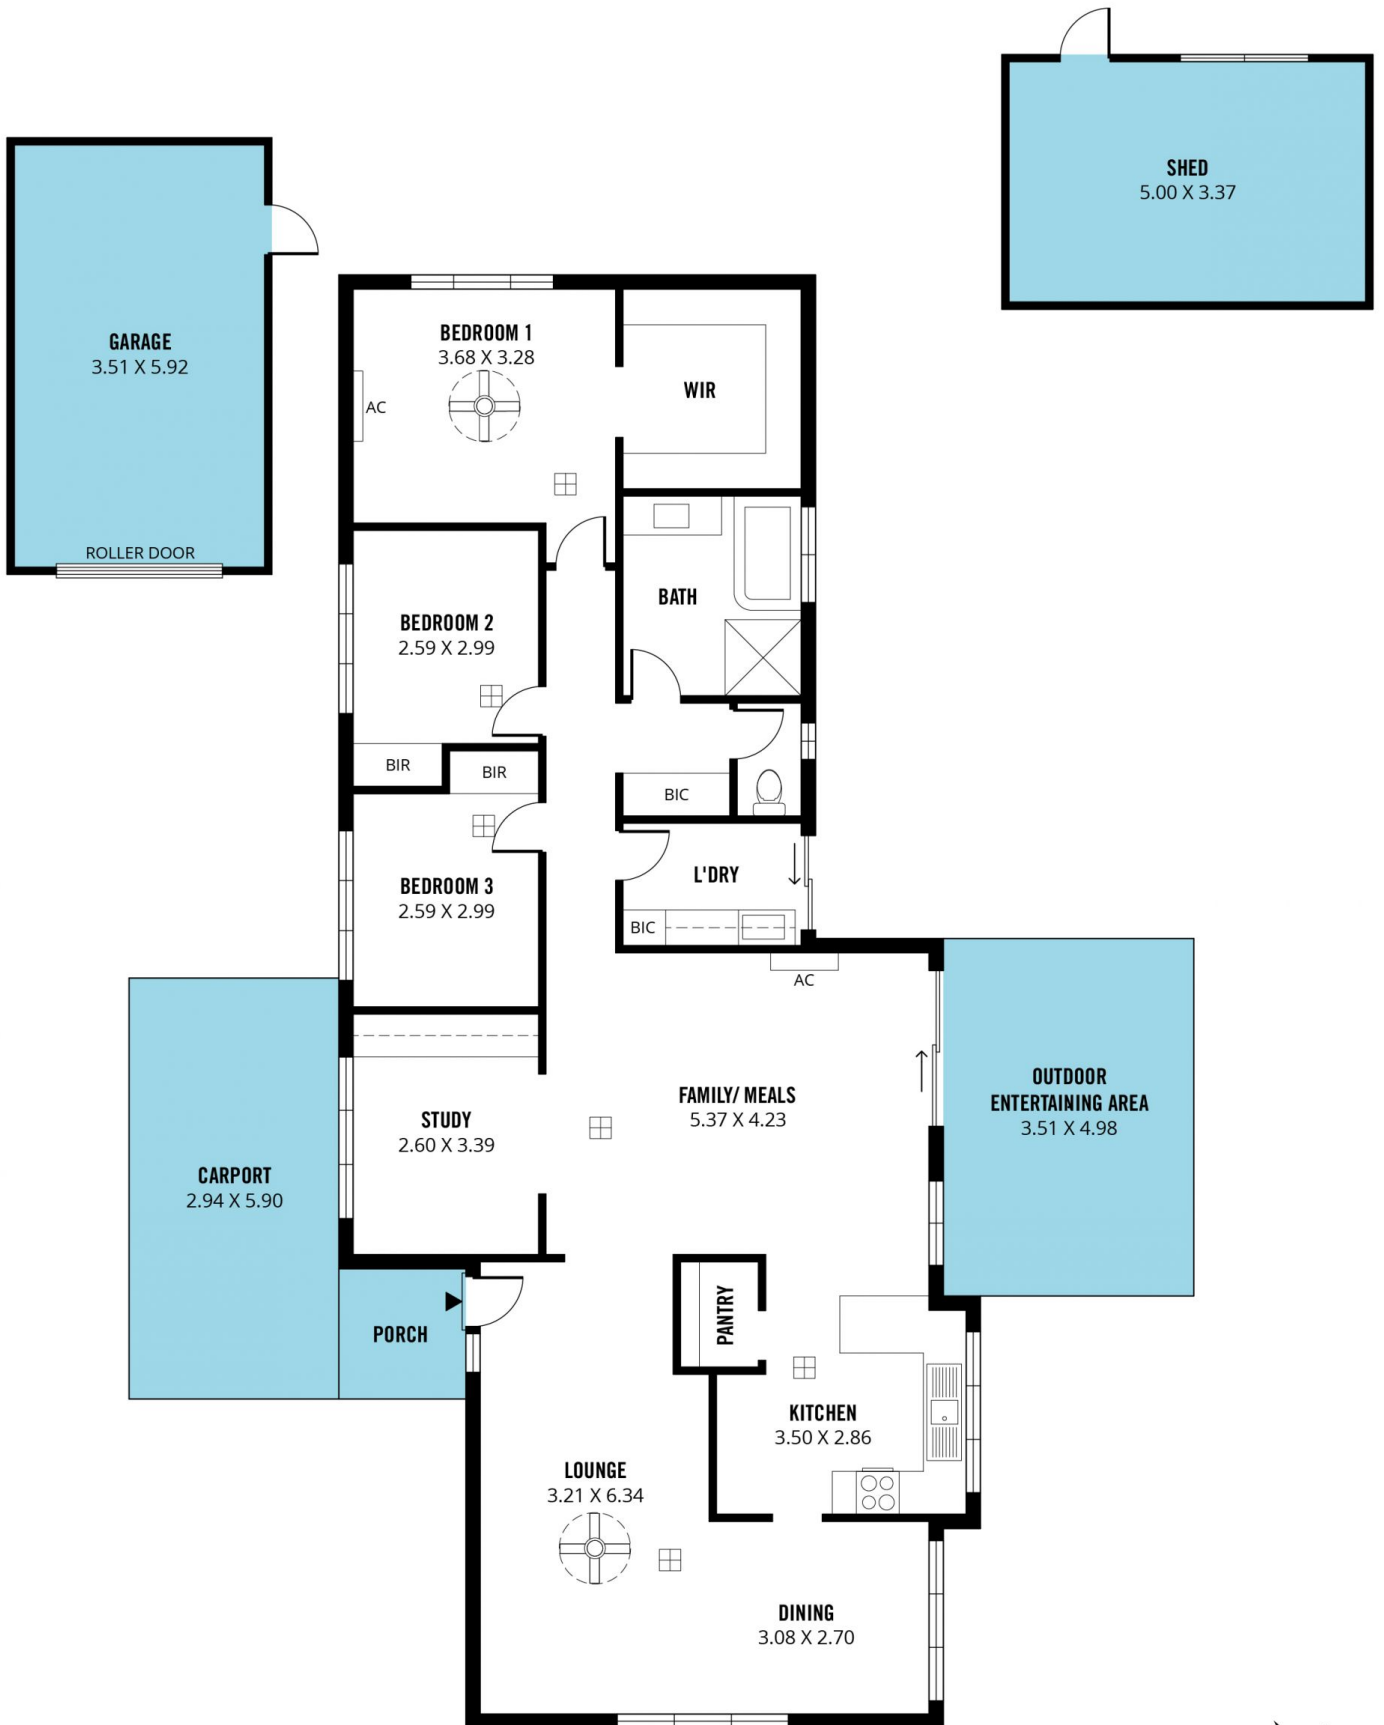 SHED
5.00 X 3.37
GARAGE
3.51 X 5.92
ROLLER DOOR
BEDROOM 1
3.68 X 3.28
AC
WIR
BATH
BEDROOM 2
2.59 X 2.99
BIR
BIR
BIC
L'DRY
BIC
BEDROOM 3
2.59 X 2.99
AC
FAMILY/ MEALS
5.37 X 4.23
OUTDOOR
ENTERTAINING AREA
3.51 X 4.98
STUDY
2.60 X 3.39
CARPORT
2.94 X 5.90
PORCH
PANTRY
KITCHEN
3.50 X 2.86
LOUNGE
3.21 X 6.34
DINING
3.08 X 2.70